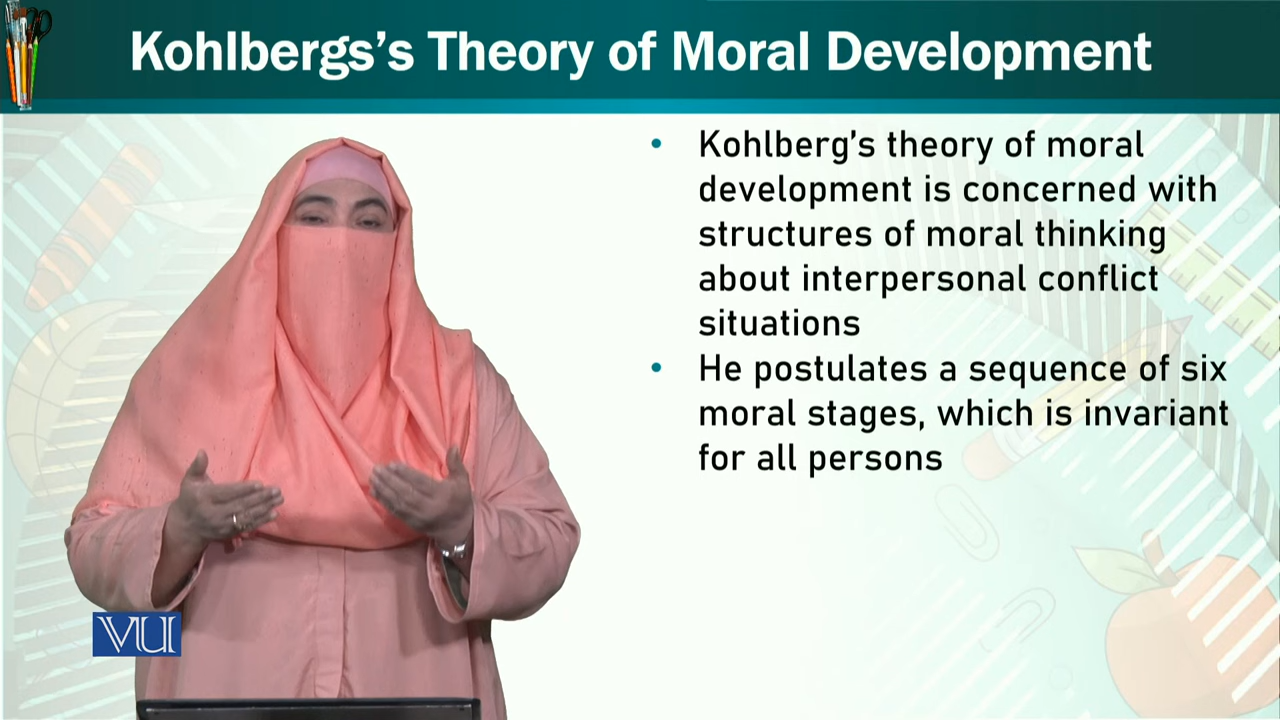 Kohlbergs's Theory of Moral Development
• Kohlberg's theory of moral
development is concerned with
structures of moral thinking
about interpersonal conflict
situations
• He postulates a sequence of six
moral stages, which is invariant
for all persons
VU